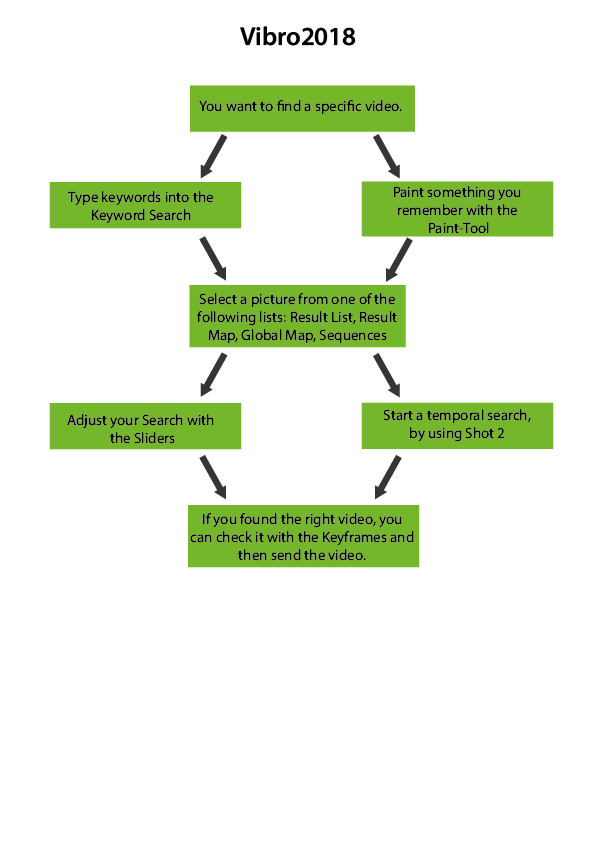 Vibro2018
You want to find a specific video.
Type keywords into the
Keyword Search
Paint something you
remember with the
Paint-Tool
Select a picture from one of the
following lists: Result List, Result
Map, Global Map, Sequences
Adjust your Search with
the Sliders
Start a temporal search,
by using Shot 2
If you found the right video, you
can check it with the Keyframes and
then send the video.